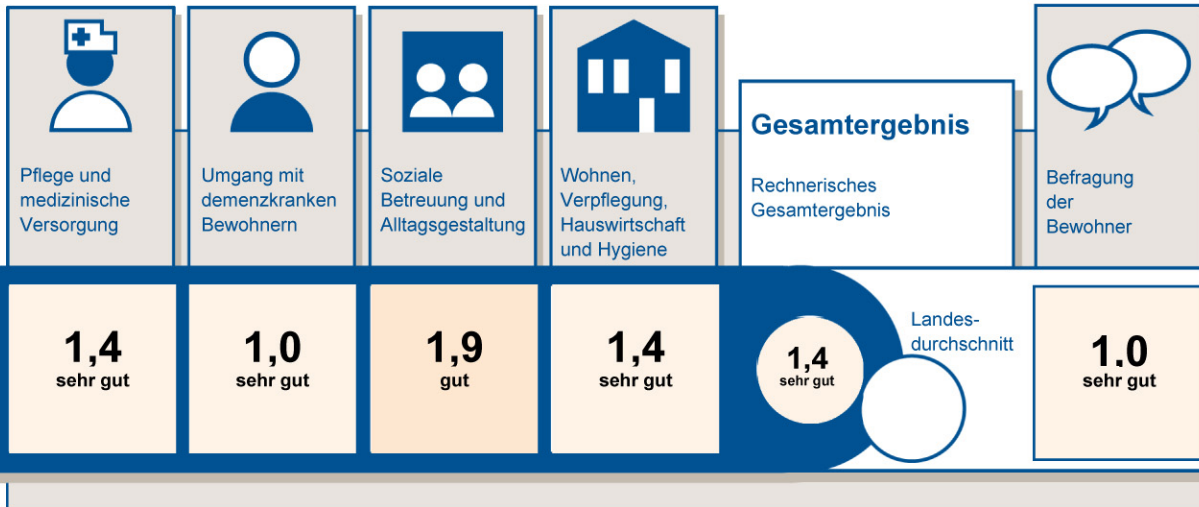 Pflege und
medizinische
Versorgung
Umgang mit
demenzkranken
Bewohnern
Soziale
Betreuung und
Alltagsgestaltung
Wohnen,
Verpflegung,
Hauswirtschaft
und Hygiene
Gesamtergebnis
Rechnerisches
Gesamtergebnis
Befragung
der
Bewohner
1,4
sehr gut
1,0
sehr gut
1,9
gut
1,4
sehr gut
1,4
sehr gut
Landes-
durchschnitt
1,0
sehr gut